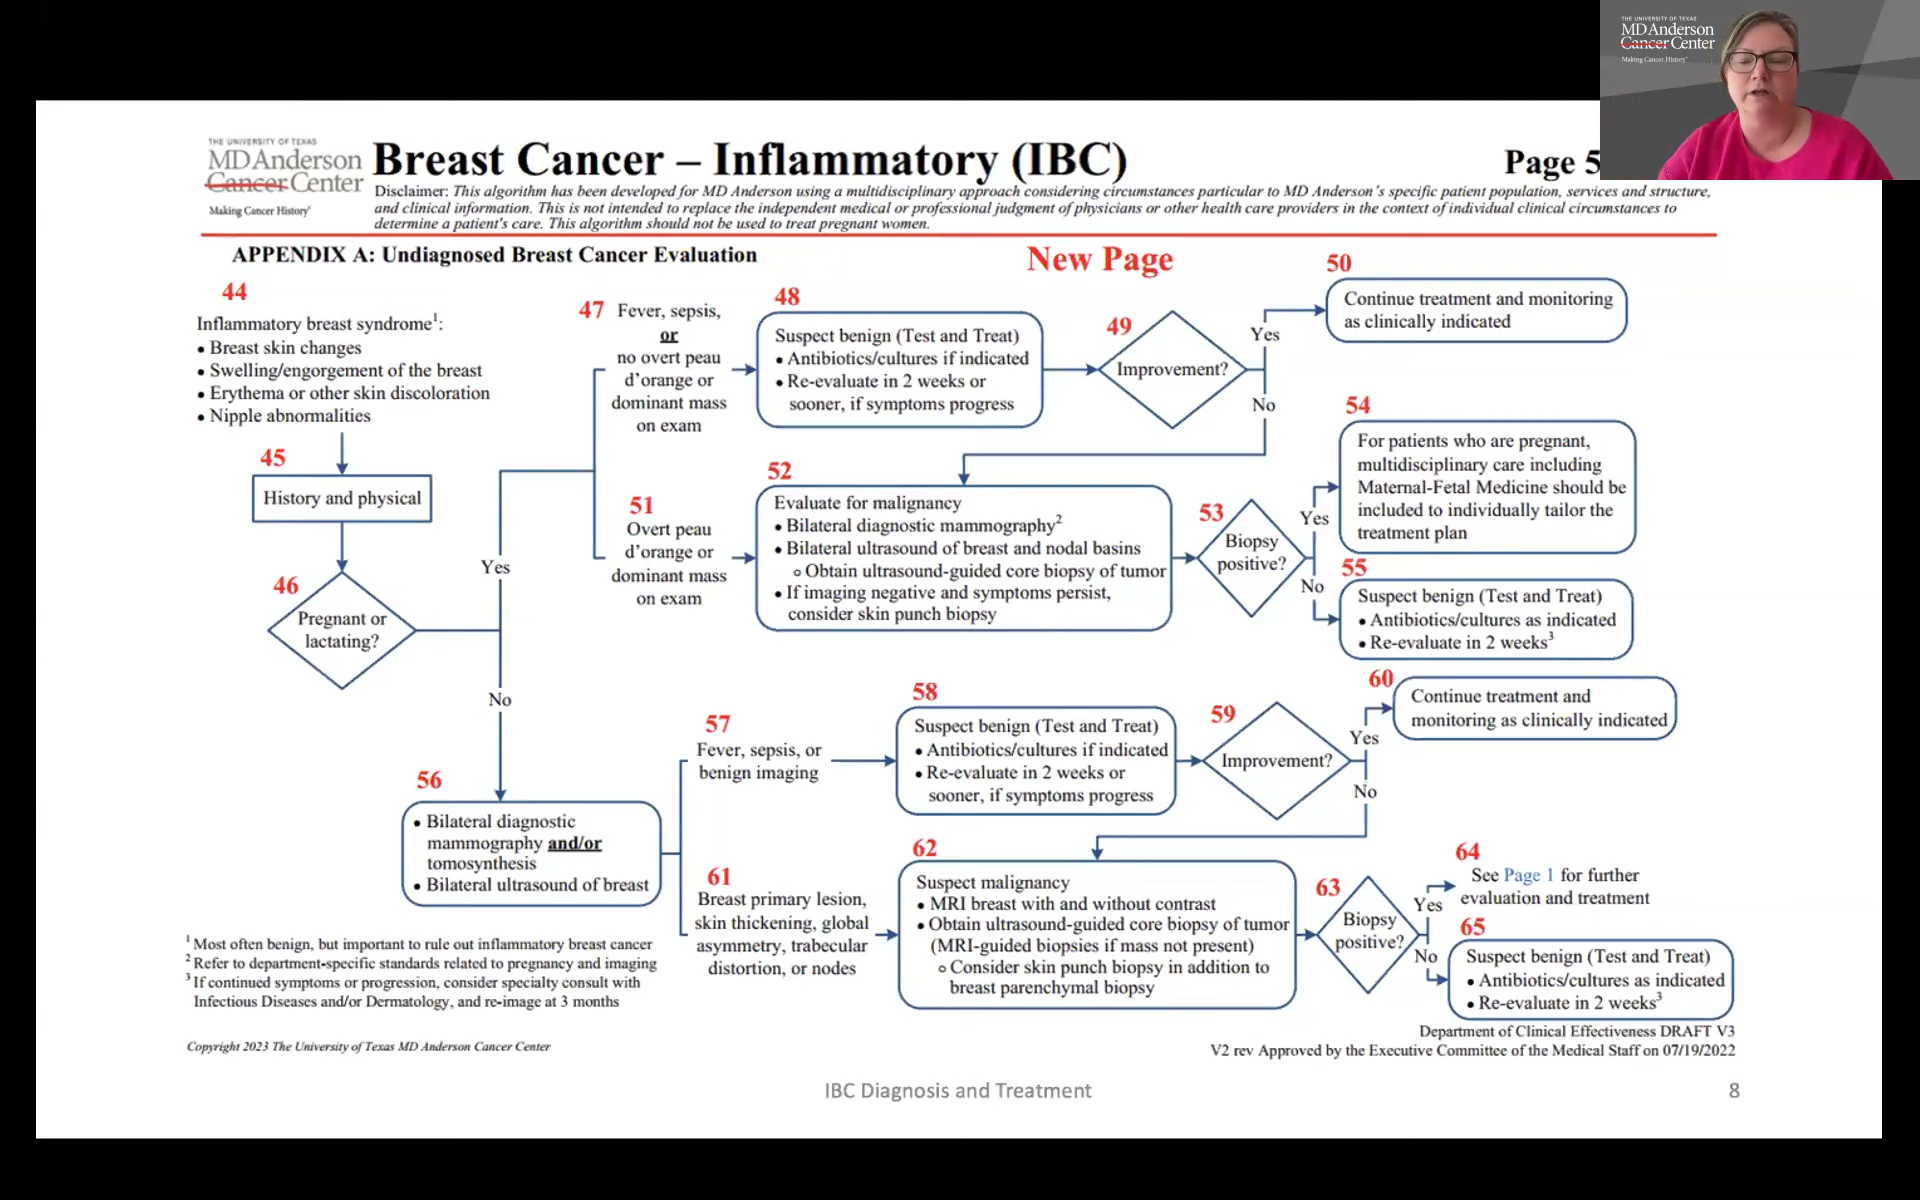 THE UNIVERSITY OF TEXAS
MD Anderson
Cancer Center
Making Cancer History®
THE UNIVERSITY OF TEXAS
MD Anderson
Cancer Center
Making Cancer History®
Breast Cancer – Inflammatory (IBC)
Page 5
Disclaimer: This algorithm has been developed for MD Anderson using a multidisciplinary approach considering circumstances particular to MD Anderson's specific patient population, services and structure,
and clinical information. This is not intended to replace the independent medical or professional judgment of physicians or other health care providers in the context of individual clinical circumstances to
determine a patient's care. This algorithm should not be used to treat pregnant women.
APPENDIX A: Undiagnosed Breast Cancer Evaluation
New Page
44
Inflammatory breast syndrome¹:
• Breast skin changes
• Swelling/engorgement of the breast
• Erythema or other skin discoloration
• Nipple abnormalities
45
History and physical
46
Pregnant or
lactating?
Yes
No
47
Fever, sepsis,
or
no overt peau
d'orange or
dominant mass
on exam
48
Suspect benign (Test and Treat)
• Antibiotics/cultures if indicated
• Re-evaluate in 2 weeks or
sooner, if symptoms progress
49
Improvement?
Yes
No
50
Continue treatment and monitoring
as clinically indicated
51
Overt peau
d'orange or
dominant mass
on exam
52
Evaluate for malignancy
• Bilateral diagnostic mammography²
• Bilateral ultrasound of breast and nodal basins
○ Obtain ultrasound-guided core biopsy of tumor
• If imaging negative and symptoms persist,
consider skin punch biopsy
53
Biopsy
positive?
Yes
No
54
For patients who are pregnant,
multidisciplinary care including
Maternal-Fetal Medicine should be
included to individually tailor the
treatment plan
55
Suspect benign (Test and Treat)
• Antibiotics/cultures as indicated
• Re-evaluate in 2 weeks³
56
• Bilateral diagnostic
mammography and/or
tomosynthesis
• Bilateral ultrasound of breast
57
Fever, sepsis, or
benign imaging
58
Suspect benign (Test and Treat)
• Antibiotics/cultures if indicated
• Re-evaluate in 2 weeks or
sooner, if symptoms progress
59
Improvement?
Yes
No
60
Continue treatment and
monitoring as clinically indicated
61
Breast primary lesion,
skin thickening, global
asymmetry, trabecular
distortion, or nodes
62
Suspect malignancy
• MRI breast with and without contrast
• Obtain ultrasound-guided core biopsy of tumor
(MRI-guided biopsies if mass not present)
○ Consider skin punch biopsy in addition to
breast parenchymal biopsy
63
Biopsy
positive?
Yes
No
64
See Page 1 for further
evaluation and treatment
65
Suspect benign (Test and Treat)
• Antibiotics/cultures as indicated
• Re-evaluate in 2 weeks³
¹ Most often benign, but important to rule out inflammatory breast cancer
² Refer to department-specific standards related to pregnancy and imaging
³ If continued symptoms or progression, consider specialty consult with
Infectious Diseases and/or Dermatology, and re-image at 3 months
Copyright 2023 The University of Texas MD Anderson Cancer Center
Department of Clinical Effectiveness DRAFT V3
V2 rev Approved by the Executive Committee of the Medical Staff on 07/19/2022
IBC Diagnosis and Treatment
8